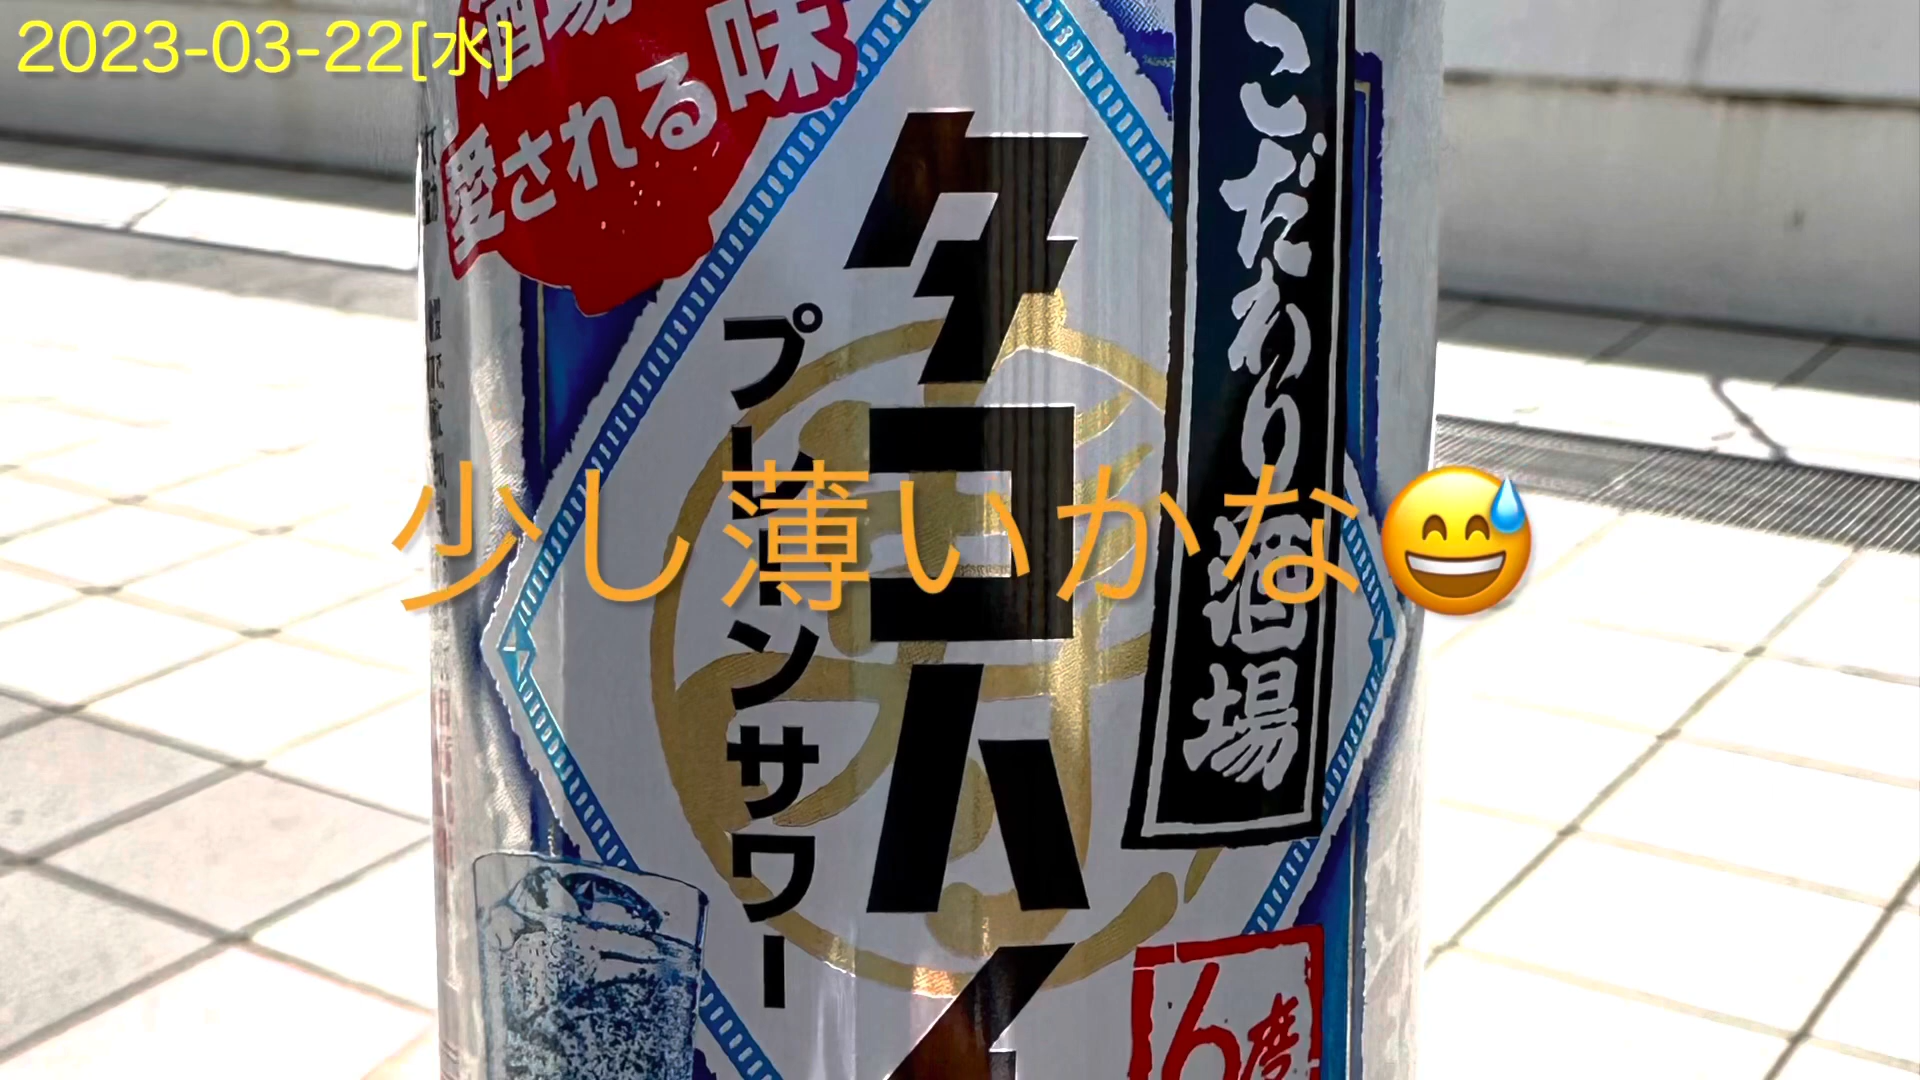 2023-03-22[水]
酒場
愛される味
こだわり酒場
タコハイ
プレーンサワー
少し薄いかな😅
6度